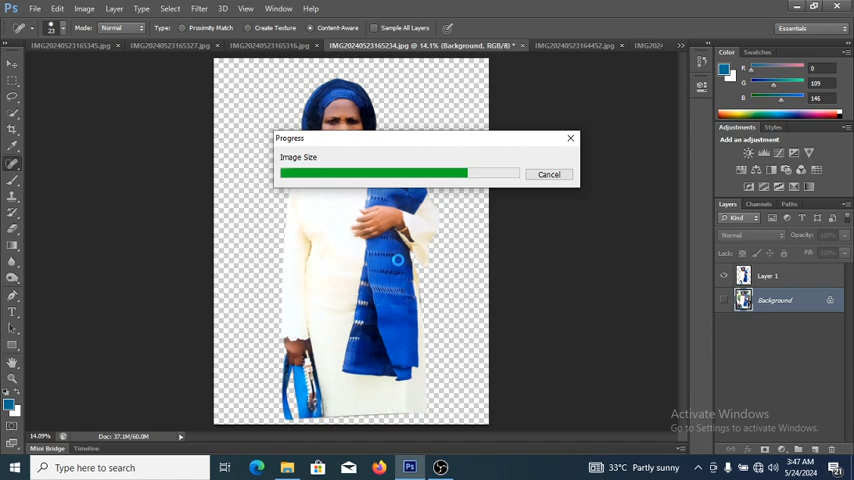 Ps File Edit Image Layer Type Select Filter 3D View Window Help
23 Mode: Normal Type: Proximity Match Create Texture Content-Aware Sample All Layers Essentials
IMG20240523165345.jpg × IMG20240523165327.jpg × IMG20240523165316.jpg × IMG20240523165234.jpg @ 14.1% (Background, RGB/8) * × IMG20240523164452.jpg × IMG2024
Color Swatches
R 0
G 109
B 146
Progress
Image Size
Cancel
Adjustments Styles
Add an adjustment
Layers Channels Paths
Kind
Normal Opacity: 100%
Lock: Fill: 100%
Layer 1
Background
Activate Windows
Go to Settings to activate Windows.
14.09% Doc: 37.1M/60.0M
Mini Bridge Timeline
Type here to search
Ps
33°C Partly sunny
3:47 AM
5/24/2024
21